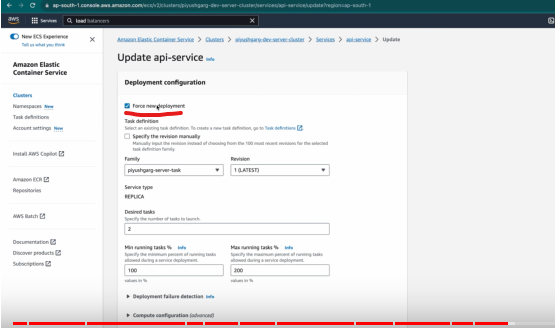 ap-south-1.console.aws.amazon.com/ecs/v2/clusters/piyushgarg-dev-server-cluster/services/api-service/update?region=ap-south-1
aws
Services
load balancers
New ECS Experience
Tell us what you think
Amazon Elastic Container Service
Clusters
piyushgarg-dev-server-cluster
Services
api-service
Update
Amazon Elastic
Container Service
Clusters
Namespaces New
Task definitions
Account settings New
Install AWS Copilot
Amazon ECR
Repositories
AWS Batch
Documentation
Discover products
Subscriptions
Update api-service Info
Deployment configuration
Force new deployment
Task definition
Select an existing task definition. To create a new task definition, go to Task definitions
Specify the revision manually
Manually input the revision instead of choosing from the 100 most recent revisions for the selected
task definition family.
Family
Revision
piyushgarg-server-task
1 (LATEST)
Service type
REPLICA
Desired tasks
Specify the number of tasks to launch.
2
Min running tasks % Info
Specify the minimum percent of running tasks
allowed during a service deployment.
100
values in %
Max running tasks % Info
Specify the maximum percent of running tasks
allowed during a service deployment.
200
values in %
Deployment failure detection Info
Compute configuration (advanced)